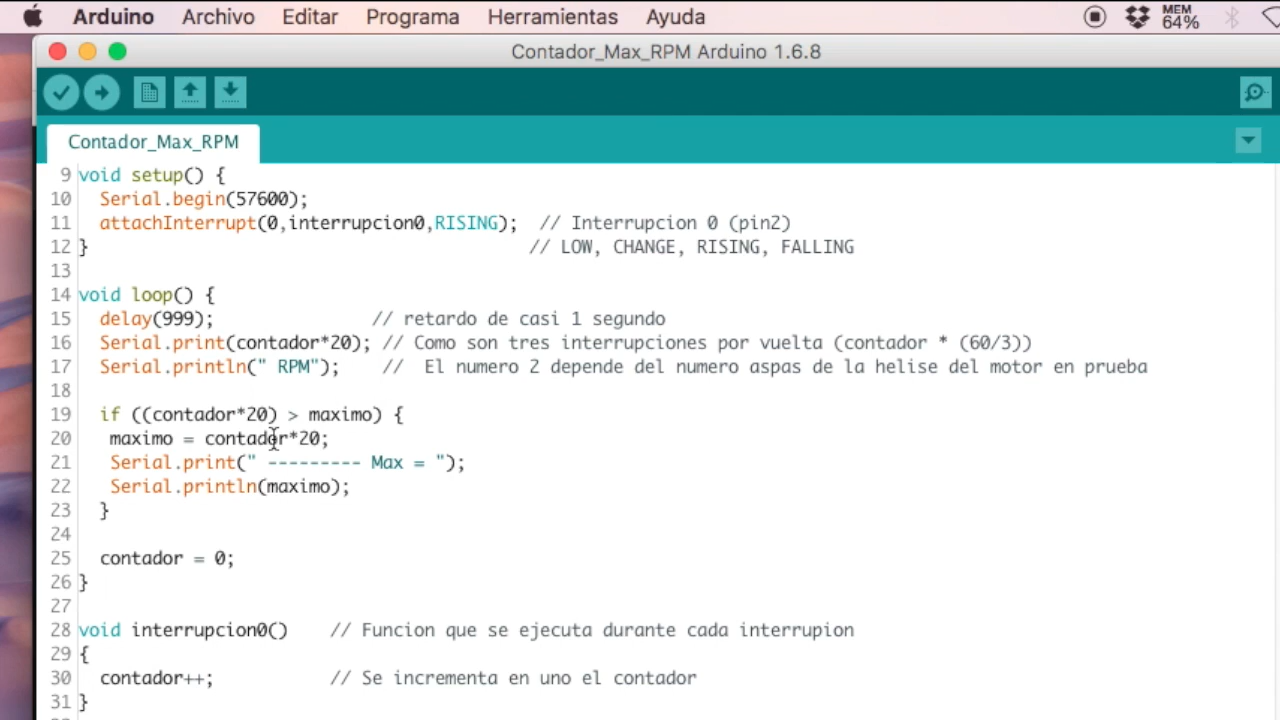 Arduino Archivo Editar Programa Herramientas Ayuda MEM 64%
Contador_Max_RPM Arduino 1.6.8
Contador_Max_RPM
9 void setup() {
10 Serial.begin(57600);
11 attachInterrupt(0,interrupcion0,RISING); // Interrupcion 0 (pin2)
12 } // LOW, CHANGE, RISING, FALLING
13
14 void loop() {
15 delay(999); // retardo de casi 1 segundo
16 Serial.print(contador*20); // Como son tres interrupciones por vuelta (contador * (60/3))
17 Serial.println(" RPM"); // El numero 2 depende del numero aspas de la helise del motor en prueba
18
19 if ((contador*20) > maximo) {
20 maximo = contador*20;
21 Serial.print(" --------- Max = ");
22 Serial.println(maximo);
23 }
24
25 contador = 0;
26 }
27
28 void interrupcion0() // Funcion que se ejecuta durante cada interrupion
29 {
30 contador++; // Se incrementa en uno el contador
31 }